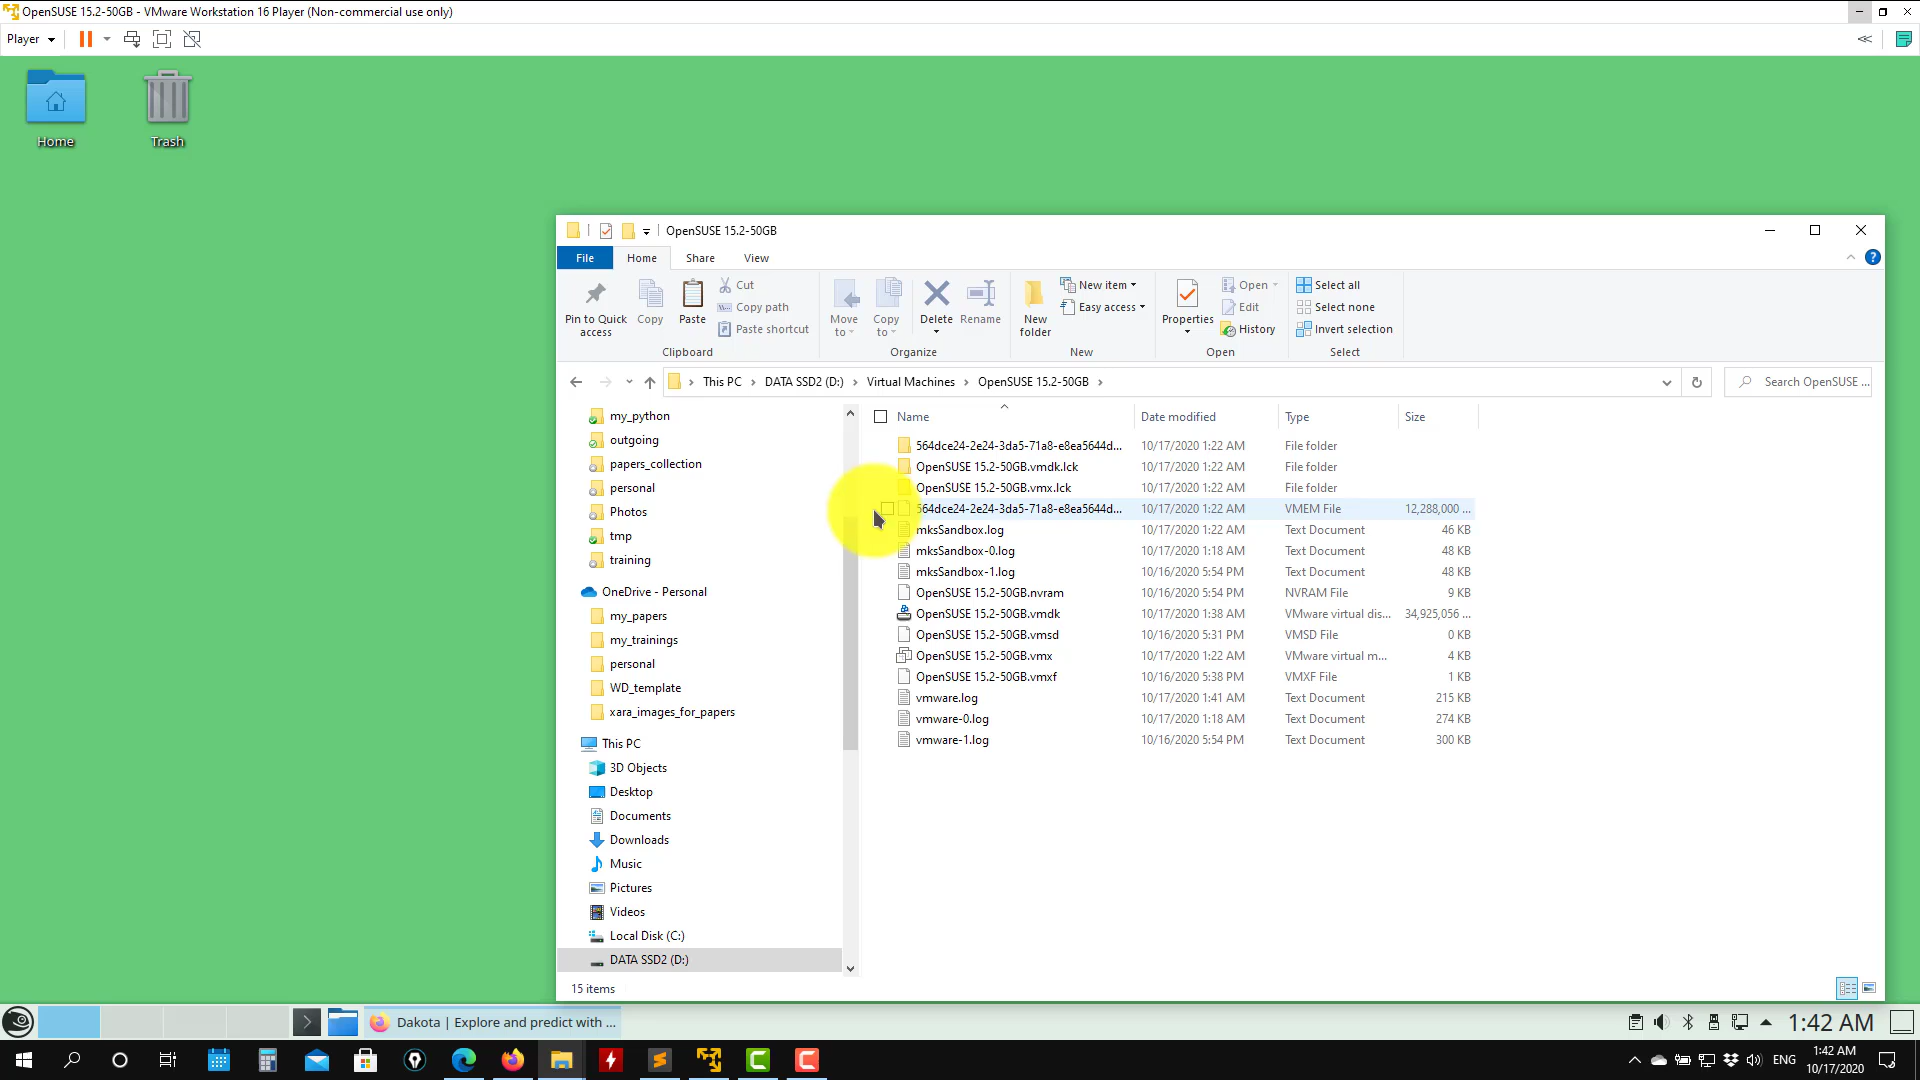 OpenSUSE 15.2-50GB - VMware Workstation 16 Player (Non-commercial use only)
Player
Home
Trash
OpenSUSE 15.2-50GB
File Home Share View
Pin to Quick access
Copy
Paste
Cut
Copy path
Paste shortcut
Clipboard
Move to
Copy to
Delete
Rename
Organize
New folder
New item
Easy access
New
Properties
Open
Edit
History
Open
Select all
Select none
Invert selection
Select
This PC > DATA SSD2 (D:) > Virtual Machines > OpenSUSE 15.2-50GB >
Search OpenSUSE ...
my_python
outgoing
papers_collection
personal
Photos
tmp
training
OneDrive - Personal
my_papers
my_trainings
personal
WD_template
xara_images_for_papers
This PC
3D Objects
Desktop
Documents
Downloads
Music
Pictures
Videos
Local Disk (C:)
DATA SSD2 (D:)
Name Date modified Type Size
564dce24-2e24-3da5-71a8-e8ea5644d... 10/17/2020 1:22 AM File folder
OpenSUSE 15.2-50GB.vmdk.lck 10/17/2020 1:22 AM File folder
OpenSUSE 15.2-50GB.vmx.lck 10/17/2020 1:22 AM File folder
564dce24-2e24-3da5-71a8-e8ea5644d... 10/17/2020 1:22 AM VMEM File 12,288,000 ...
mksSandbox.log 10/17/2020 1:22 AM Text Document 46 KB
mksSandbox-0.log 10/17/2020 1:18 AM Text Document 48 KB
mksSandbox-1.log 10/16/2020 5:54 PM Text Document 48 KB
OpenSUSE 15.2-50GB.nvram 10/16/2020 5:54 PM NVRAM File 9 KB
OpenSUSE 15.2-50GB.vmdk 10/17/2020 1:38 AM VMware virtual dis... 34,925,056 ...
OpenSUSE 15.2-50GB.vmsd 10/16/2020 5:31 PM VMSD File 0 KB
OpenSUSE 15.2-50GB.vmx 10/17/2020 1:22 AM VMware virtual m... 4 KB
OpenSUSE 15.2-50GB.vmxf 10/16/2020 5:38 PM VMXF File 1 KB
vmware.log 10/17/2020 1:41 AM Text Document 215 KB
vmware-0.log 10/17/2020 1:18 AM Text Document 274 KB
vmware-1.log 10/16/2020 5:54 PM Text Document 300 KB
15 items
Dakota | Explore and predict with ...
1:42 AM
ENG
1:42 AM
10/17/2020